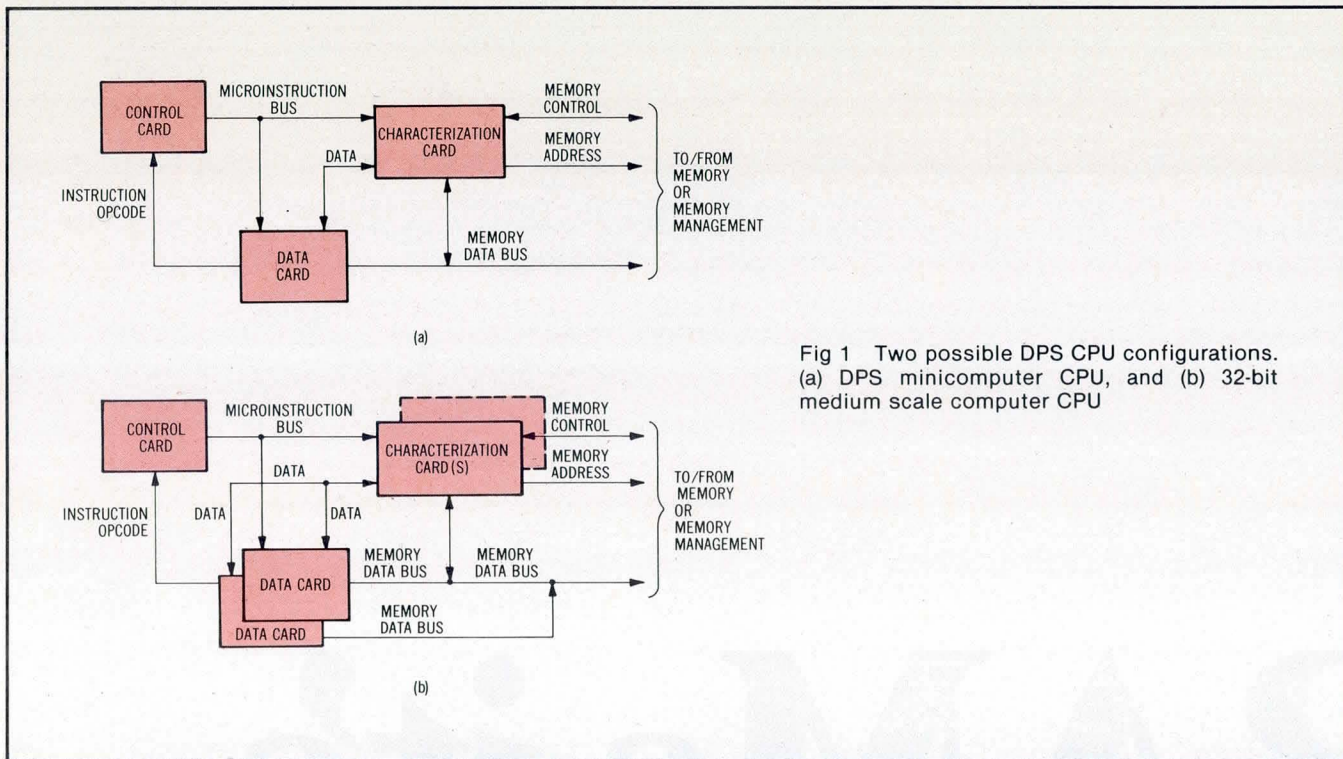 CONTROL
CARD
MICROINSTRUCTION
BUS
CHARACTERIZATION
CARD
MEMORY
CONTROL
MEMORY
ADDRESS
DATA
INSTRUCTION
OPCODE
DATA
CARD
MEMORY
DATA BUS
TO/FROM
MEMORY
OR
MEMORY
MANAGEMENT
(a)
Fig 1 Two possible DPS CPU configurations.
(a) DPS minicomputer CPU, and (b) 32-bit
medium scale computer CPU
CONTROL
CARD
MICROINSTRUCTION
BUS
CHARACTERIZATION
CARD(S)
MEMORY
CONTROL
MEMORY
ADDRESS
DATA
INSTRUCTION
OPCODE
DATA
DATA
DATA CARD
MEMORY
DATA BUS
MEMORY
DATA BUS
DATA CARD
MEMORY
DATA BUS
TO/FROM
MEMORY
OR
MEMORY
MANAGEMENT
(b)